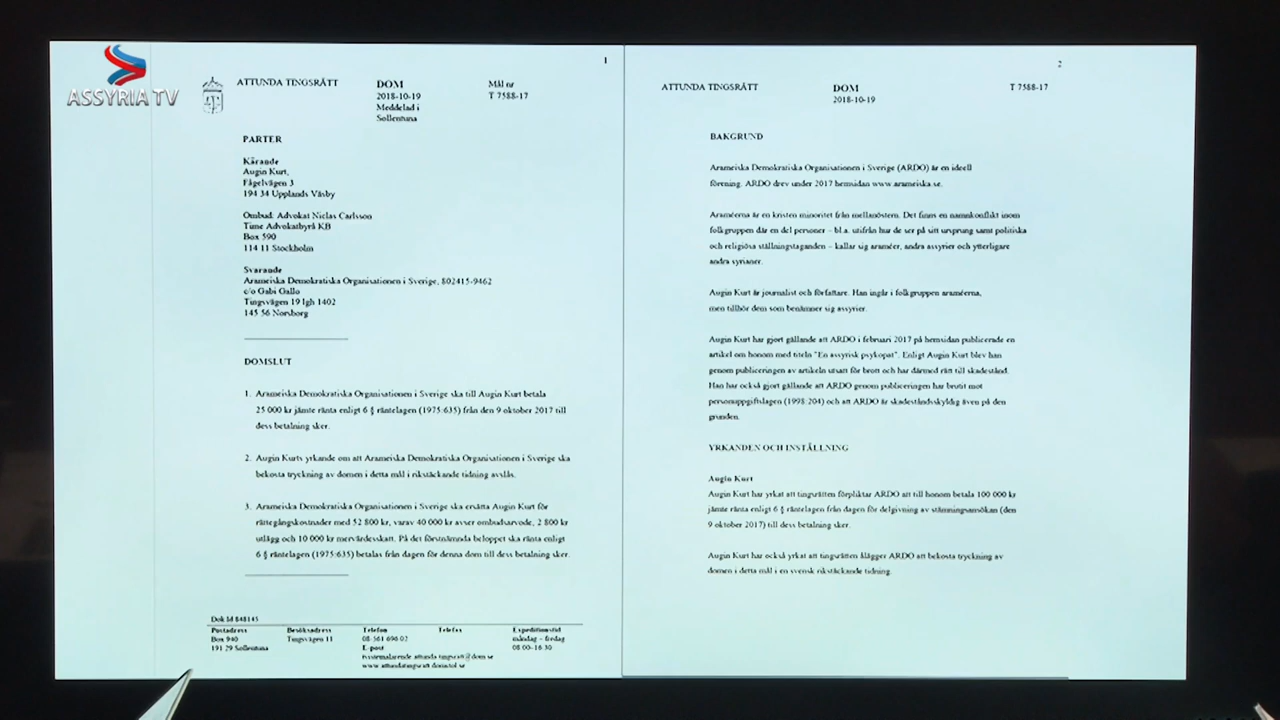 ASSYRIA TV
1
ATTUNDA TINGSRÄTT
DOM
2018-10-19
Meddelad i
Sollentuna
Mål nr
T 7588-17
PARTER
Kärande
Augin Kurt,
Fågelvägen 3
194 34 Upplands Väsby
Ombud: Advokat Niclas Carlsson
Time Advokatbyrå KB
Box 590
114 11 Stockholm
Svarande
Arameiska Demokratiska Organisationen i Sverige, 802415-9462
c/o Gabi Gallo
Tingsvägen 19 lgh 1402
145 56 Norsborg
DOMSLUT
1. Arameiska Demokratiska Organisationen i Sverige ska till Augin Kurt betala
25 000 kr jämte ränta enligt 6 § räntelagen (1975:635) från den 9 oktober 2017 till
dess betalning sker.
2. Augin Kurts yrkande om att Arameiska Demokratiska Organisationen i Sverige ska
bekosta tryckning av domen i detta mål i rikstäckande tidning avslås.
3. Arameiska Demokratiska Organisationen i Sverige ska ersätta Augin Kurt för
rättegångskostnader med 52 800 kr, varav 40 000 kr avser ombudsarvode, 2 800 kr
utlägg och 10 000 kr mervärdesskatt. På det förstnämnda beloppet ska ränta enligt
6 § räntelagen (1975:635) betalas från dagen för denna dom till dess betalning sker.
Dok Id 848145
Postadress
Box 940
191 29 Sollentuna
Besöksadress
Tingsvägen 11
Telefon
08-561 696 02
Telefax
E-post
www.attundatingsratt.domstol.se
Expeditionstid
måndag – fredag
08:00-16:30
2
ATTUNDA TINGSRÄTT
DOM
2018-10-19
T 7588-17
BAKGRUND
Arameiska Demokratiska Organisationen i Sverige (ARDO) är en ideell
förening. ARDO drev under 2017 hemsidan www.arameiska.se.
Araméerna är en kristen minoritet från mellanöstern. Det finns en namnkonflikt inom
folkgruppen där en del personer – bl.a. utifrån hur de ser på sitt ursprung samt politiska
och religiösa ställningstaganden – kallar sig araméer, andra assyrier och ytterligare
andra syrianer.
Augin Kurt är journalist och författare. Han ingår i folkgruppen araméerna,
men tillhör dem som benämner sig assyrier.
Augin Kurt har gjort gällande att ARDO i februari 2017 på hemsidan publicerade en
artikel om honom med titeln "En assyrisk psykopat". Enligt Augin Kurt blev han
genom publiceringen av artikeln utsatt för brott och har därmed rätt till skadestånd.
Han har också gjort gällande att ARDO genom publiceringen har brutit mot
personuppgiftslagen (1998:204) och att ARDO är skadeståndsskyldig även på den
grunden.
YRKANDEN OCH INSTÄLLNING
Augin Kurt
Augin Kurt har yrkat att tingsrätten förpliktar ARDO att till honom betala 100 000 kr
jämte ränta enligt 6 § räntelagen från dagen för delgivning av stämningsansökan (den
9 oktober 2017) till dess betalning sker.
Augin Kurt har också yrkat att tingsrätten ålägger ARDO att bekosta tryckning av
domen i detta mål i en svensk rikstäckande tidning.